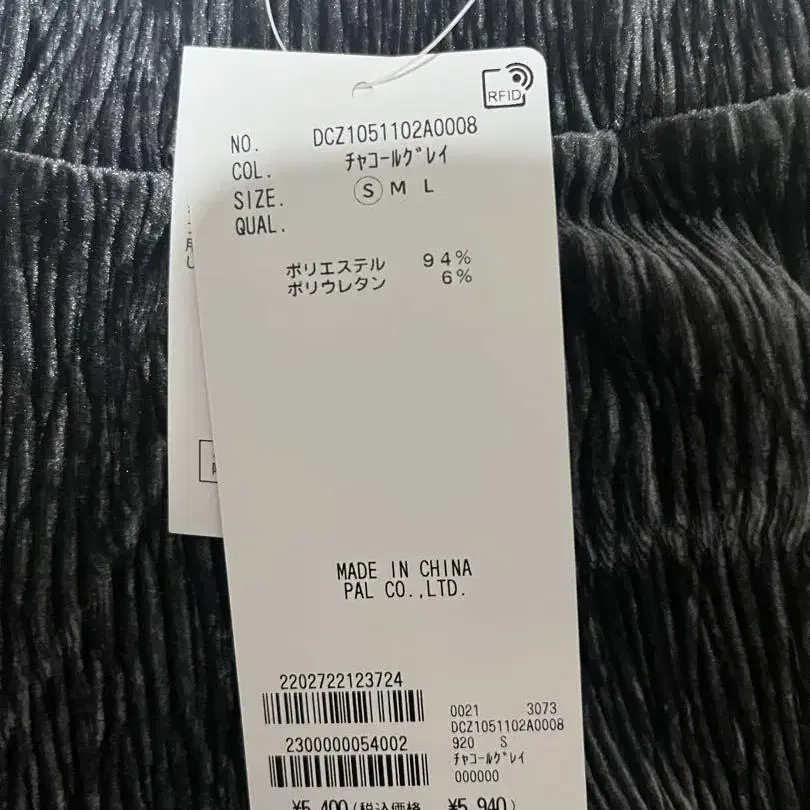 RFID
NO. DCZ1051102A0008
COL. チャコールグレイ
SIZE. S M L
QUAL.
ポリエステル 94%
ポリウレタン 6%
MADE IN CHINA
PAL CO.,LTD.
2202722123724
2300000054002
0021 3073
DCZ1051102A0008
920 S
チャコールグレイ
000000
¥5,400(税込価格 ¥5,940)